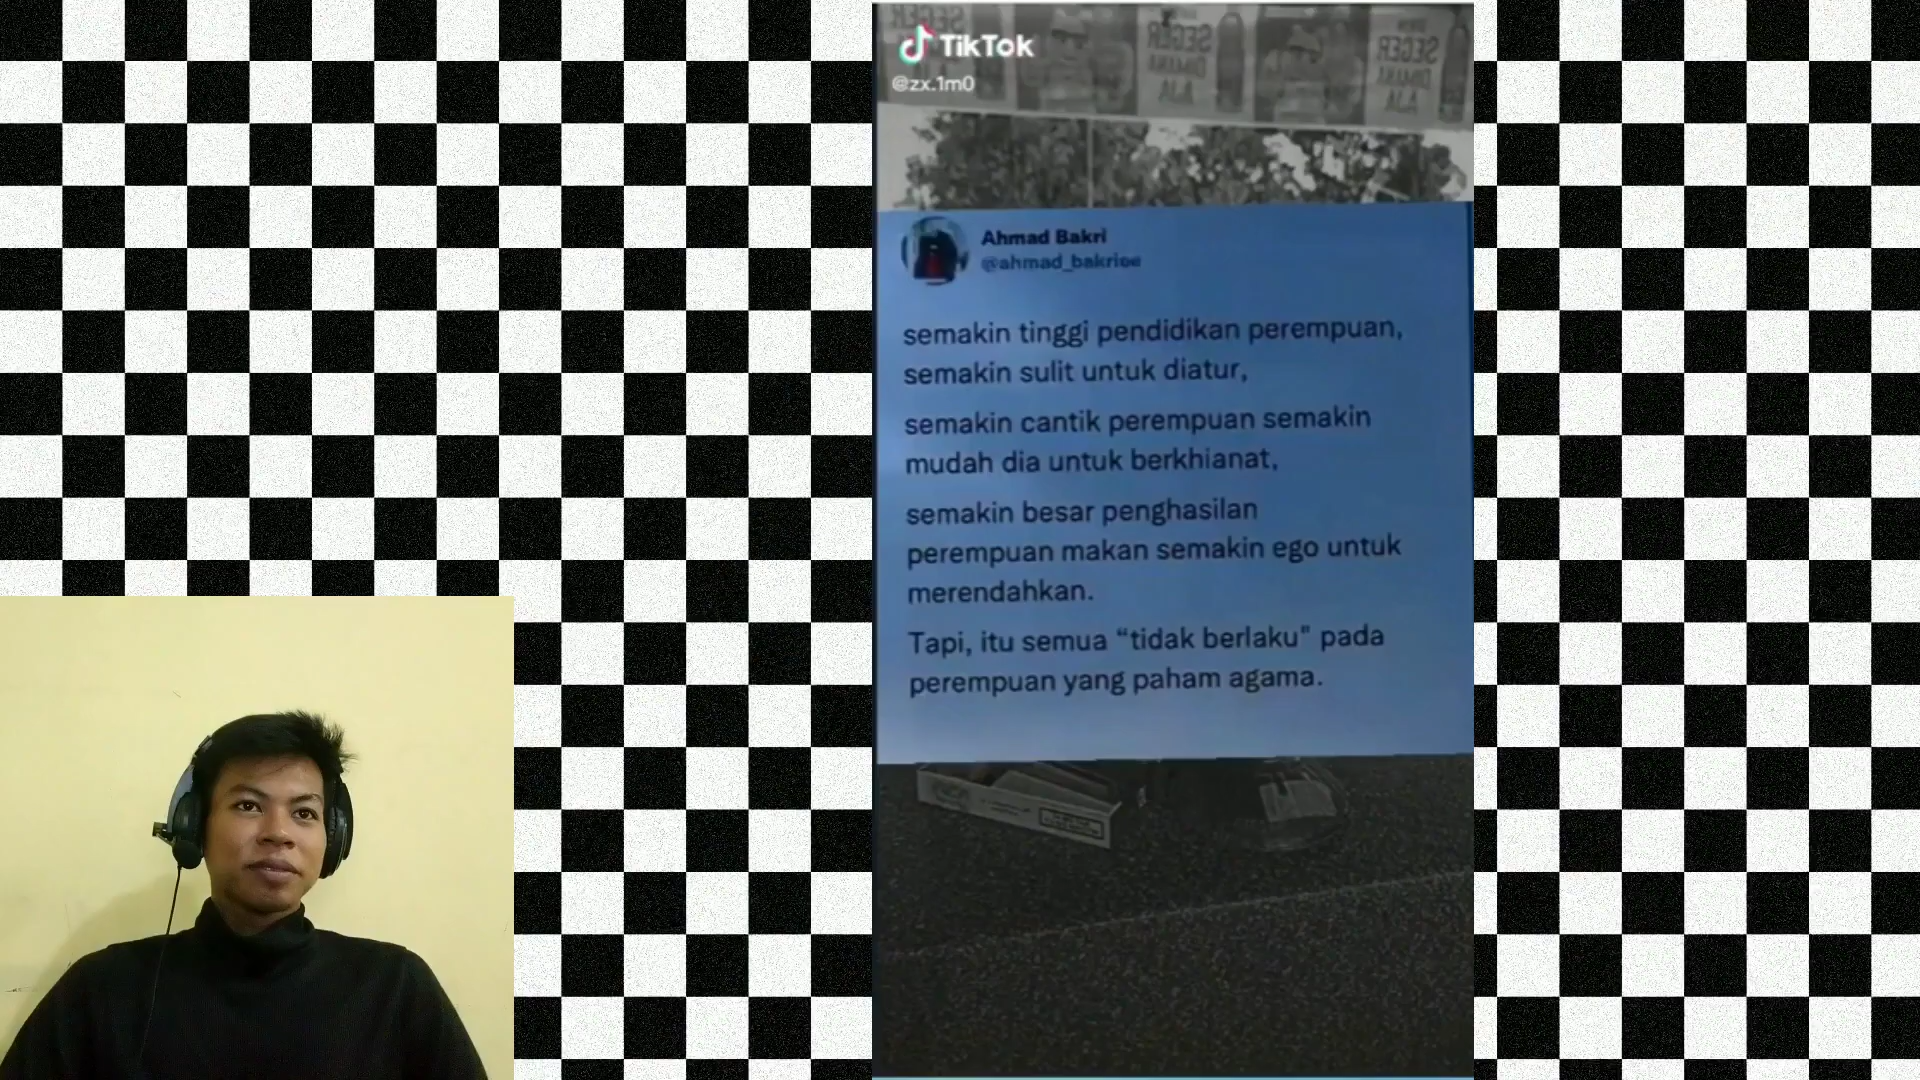 TikTok
@zx.1m0
Ahmad Bakri
@ahmad_bakrioe
semakin tinggi pendidikan perempuan,
semakin sulit untuk diatur,
semakin cantik perempuan semakin
mudah dia untuk berkhianat,
semakin besar penghasilan
perempuan makan semakin ego untuk
merendahkan.
Tapi, itu semua “tidak berlaku" pada
perempuan yang paham agama.